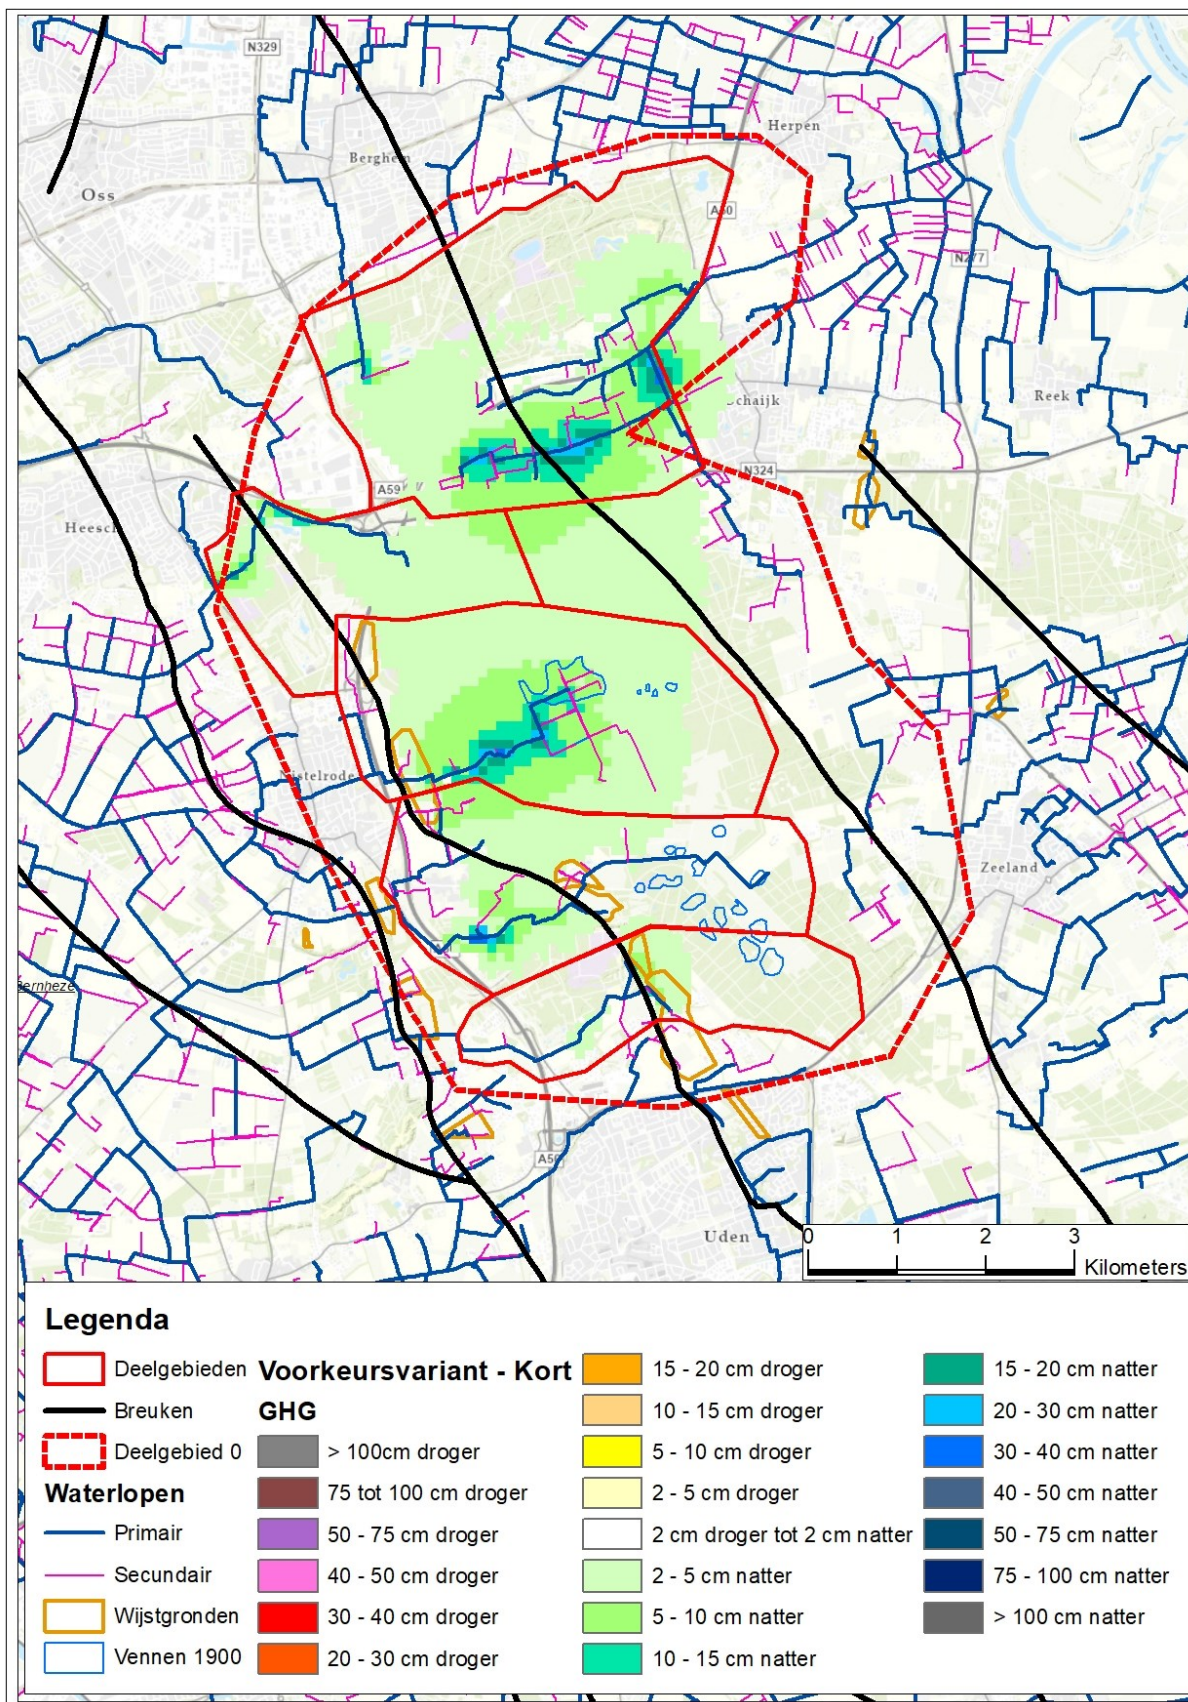 N329
Herpen
Berghem
Oss
A50
N277
Reek
Schaijk
N324
A59
Heesch
Nistelrode
Zeeland
Bernheze
A50
Uden
0 1 2 3
Kilometers
Legenda
Deelgebieden
Breuken
Deelgebied 0
Waterlopen
Primair
Secundair
Wijstgronden
Vennen 1900
Voorkeursvariant - Kort
GHG
> 100cm droger
75 tot 100 cm droger
50 - 75 cm droger
40 - 50 cm droger
30 - 40 cm droger
20 - 30 cm droger
15 - 20 cm droger
10 - 15 cm droger
5 - 10 cm droger
2 - 5 cm droger
2 cm droger tot 2 cm natter
2 - 5 cm natter
5 - 10 cm natter
10 - 15 cm natter
15 - 20 cm natter
20 - 30 cm natter
30 - 40 cm natter
40 - 50 cm natter
50 - 75 cm natter
75 - 100 cm natter
> 100 cm natter